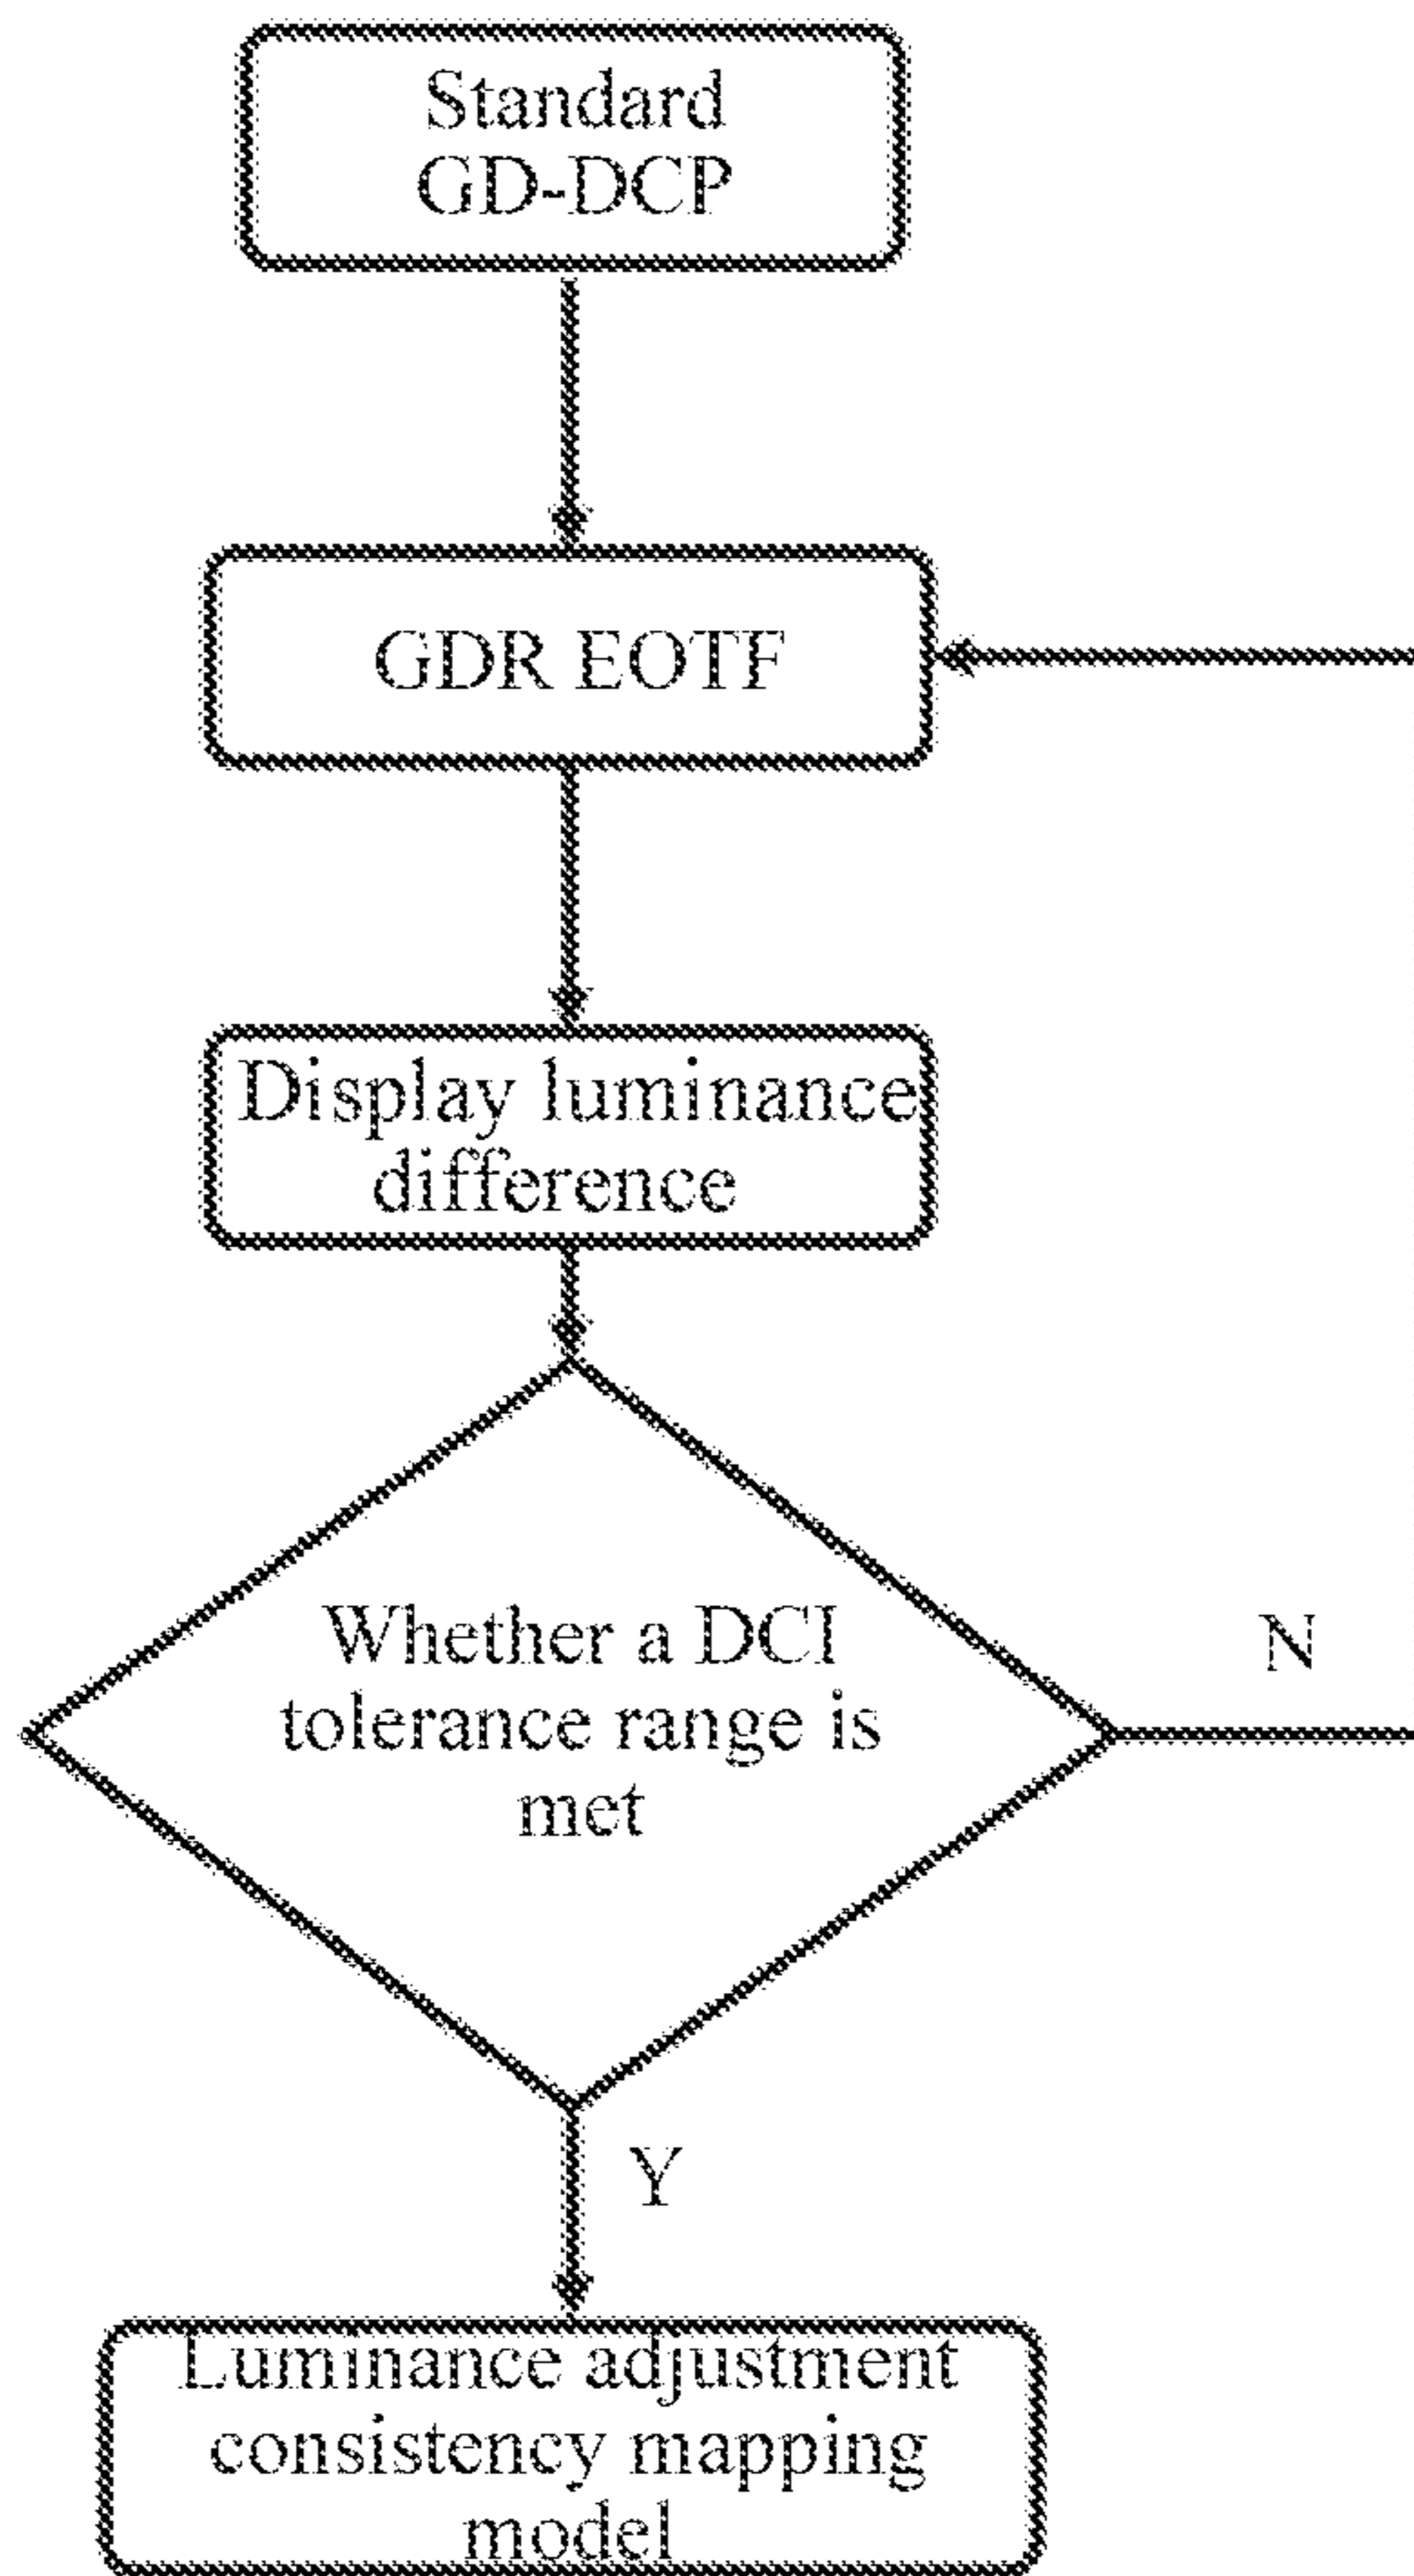 Standard
GD-DCP
GDR EOTF
Display luminance
difference
Whether a DCI
tolerance range is
met
N
Y
Luminance adjustment
consistency mapping
model